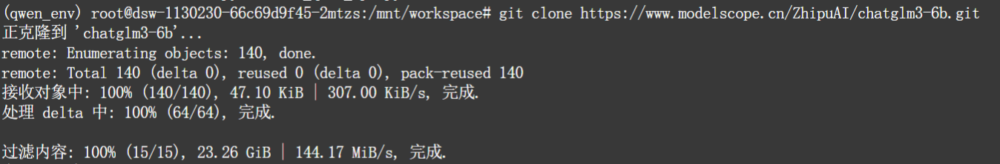 (qwen_env) root@dsw-1130230-66c69d9f45-2mtzs:/mnt/workspace# git clone https://www.modelscope.cn/ZhipuAI/chatglm3-6b.git
正克隆到 'chatglm3-6b'...
remote: Enumerating objects: 140, done.
remote: Total 140 (delta 0), reused 0 (delta 0), pack-reused 140
接收对象中: 100% (140/140), 47.10 KiB | 307.00 KiB/s, 完成.
处理 delta 中: 100% (64/64), 完成.
过滤内容: 100% (15/15), 23.26 GiB | 144.17 MiB/s, 完成.